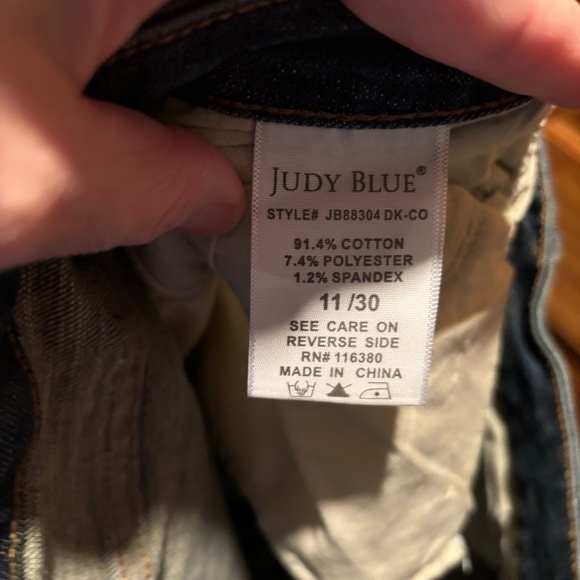 JUDY BLUE®
STYLE# JB88304 DK-CO
91.4% COTTON
7.4% POLYESTER
1.2% SPANDEX
11 /30
SEE CARE ON
REVERSE SIDE
RN# 116380
MADE IN CHINA